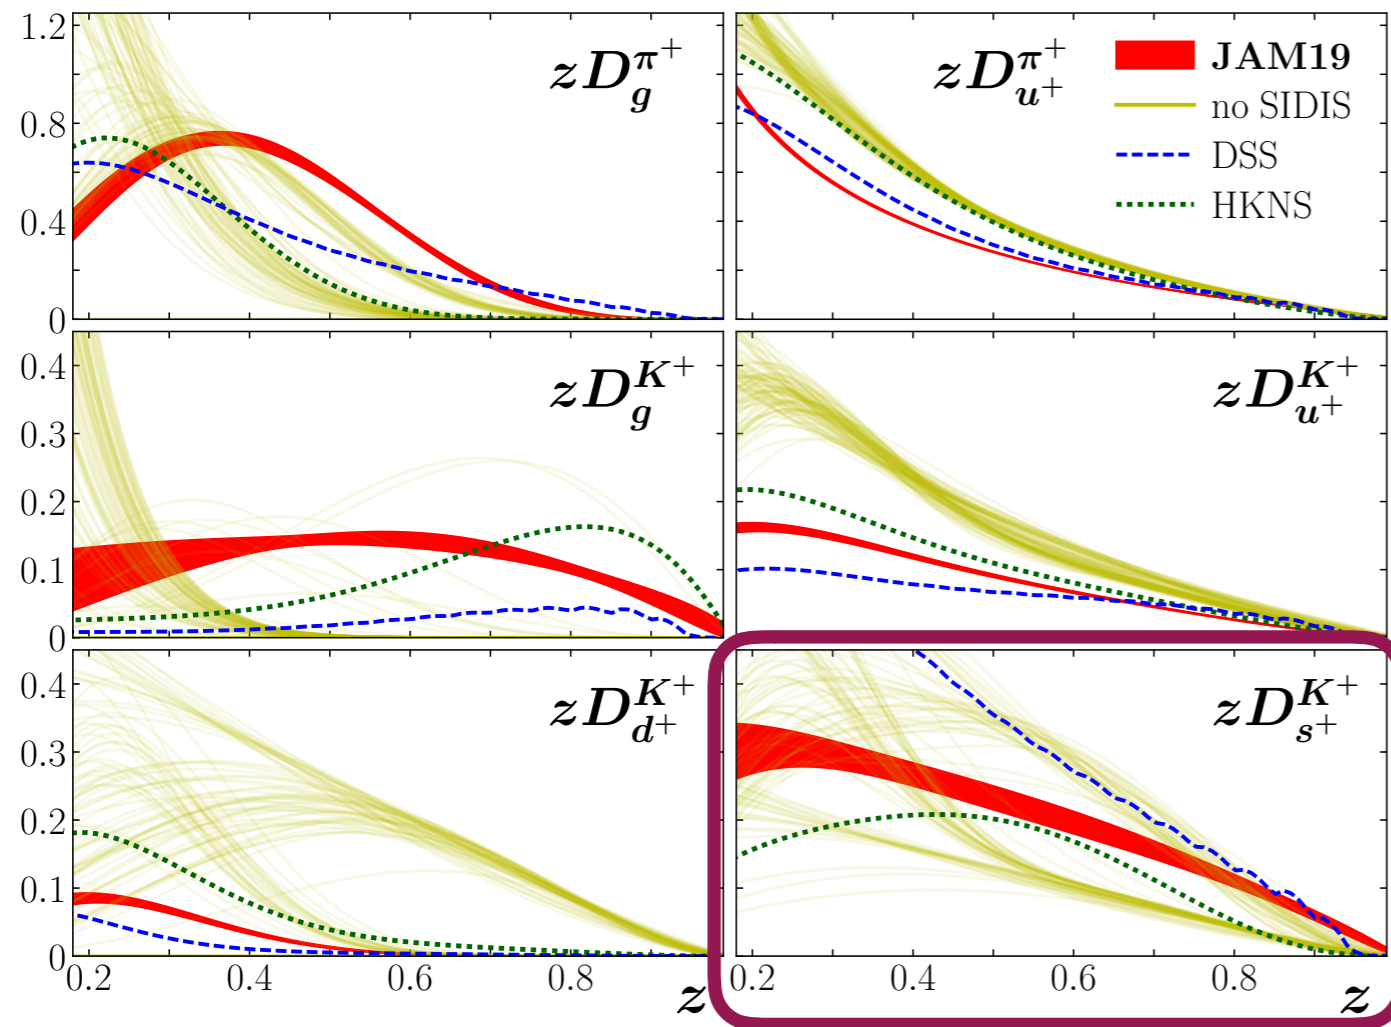 1.2
0.8
0.4
0
zD_g^{π^+}
zD_{u^+}^{π^+}
JAM19
no SIDIS
DSS
HKNS
0.4
0.3
0.2
0.1
0
zD_g^{K^+}
zD_{u^+}^{K^+}
0.4
0.3
0.2
0.1
0
zD_{d^+}^{K^+}
zD_{s^+}^{K^+}
0.2 0.4 0.6 0.8 z
0.2 0.4 0.6 0.8 z